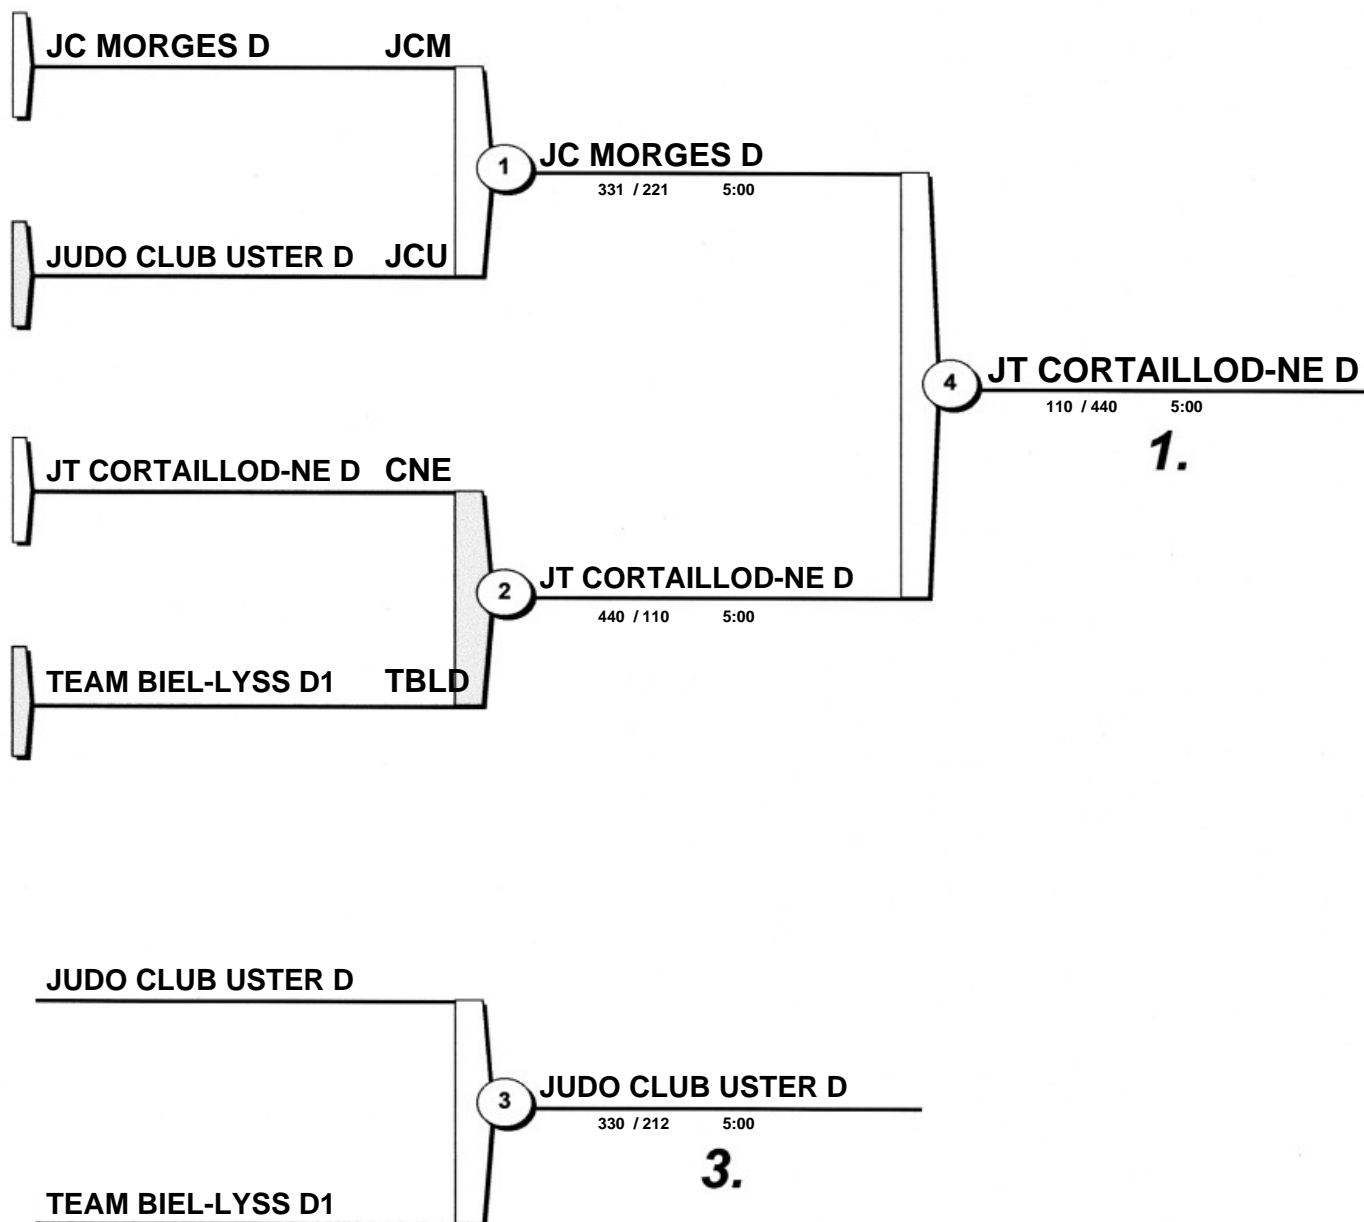 JC MORGES D JCM
1 JC MORGES D
331 / 221 5:00
JUDO CLUB USTER D JCU
4 JT CORTAILLOD-NE D
110 / 440 5:00
1.
JT CORTAILLOD-NE D CNE
2 JT CORTAILLOD-NE D
440 / 110 5:00
TEAM BIEL-LYSS D1 TBLD
JUDO CLUB USTER D
3 JUDO CLUB USTER D
330 / 212 5:00
3.
TEAM BIEL-LYSS D1